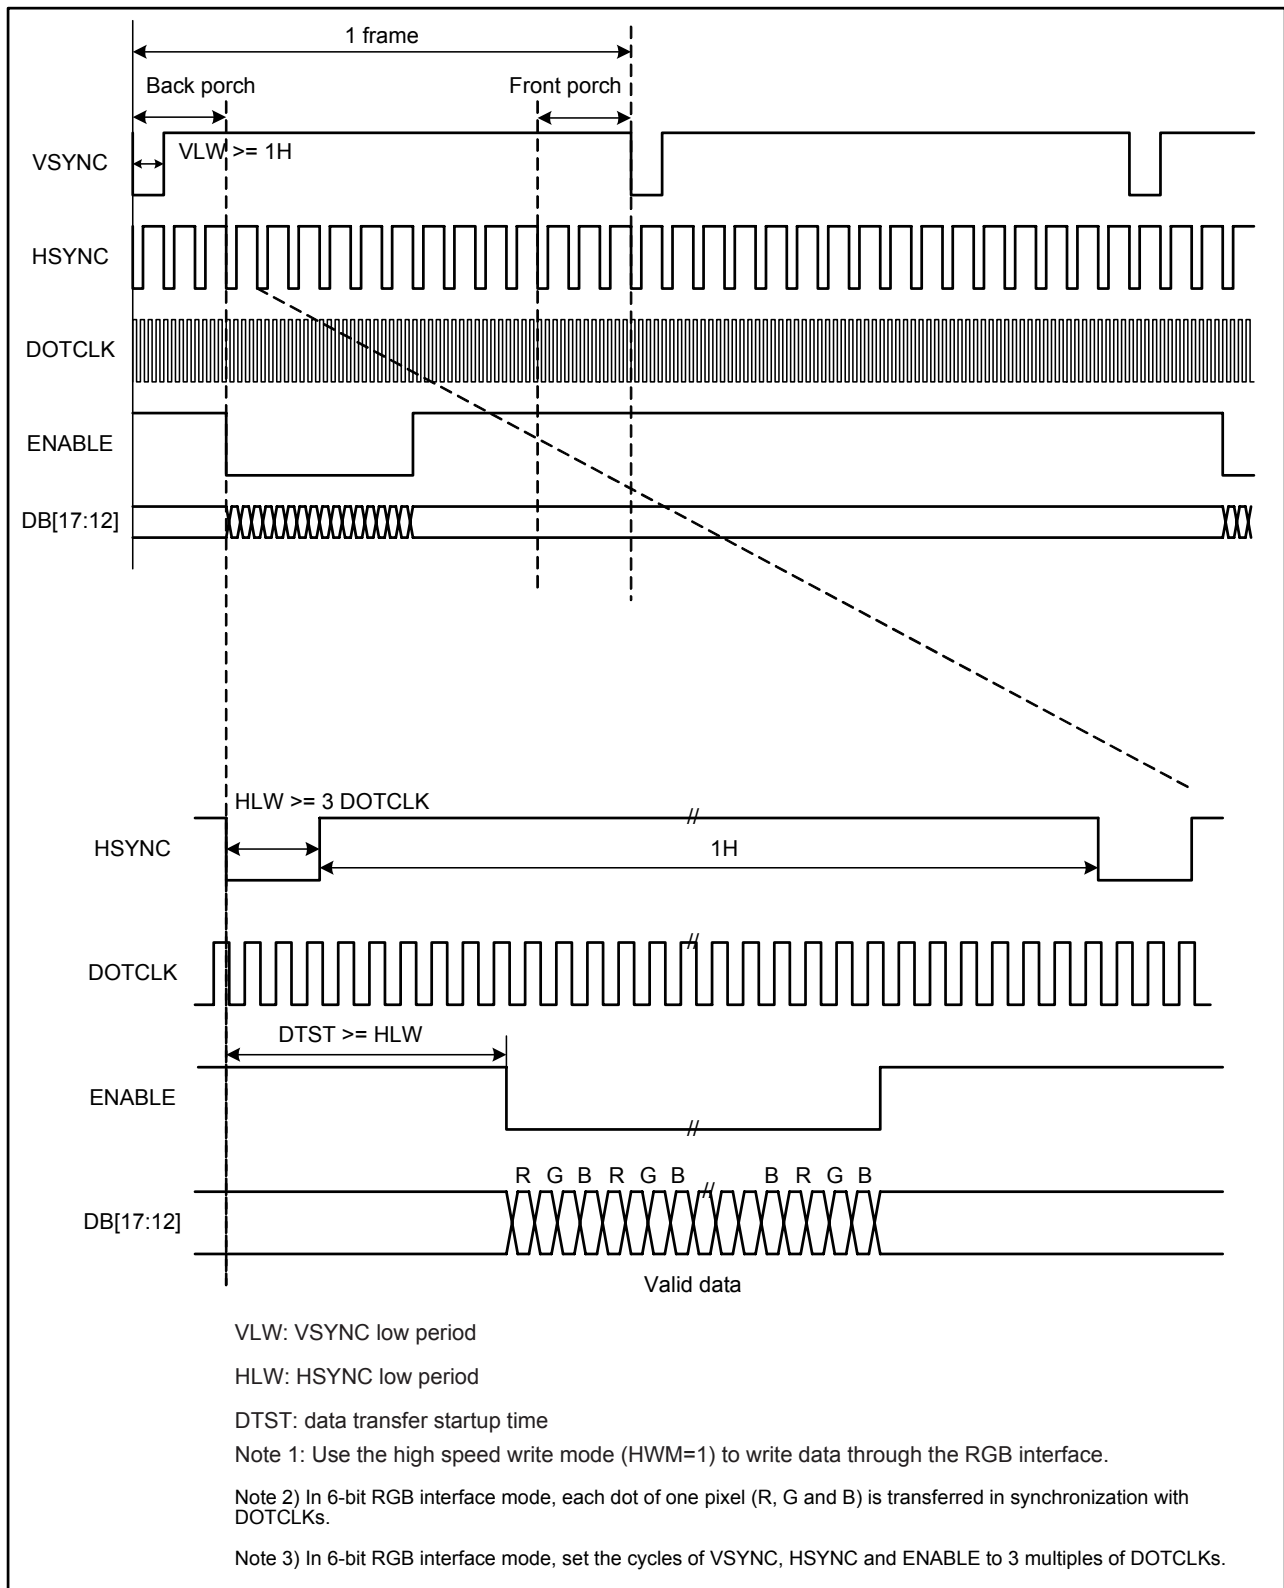 1 frame
Back porch
Front porch
VLW >= 1H
VSYNC
HSYNC
DOTCLK
ENABLE
DB[17:12]
HLW >= 3 DOTCLK
//
HSYNC
1H
//
DOTCLK
DTST >= HLW
ENABLE
//
R G B R G B // B R G B
DB[17:12]
Valid data
VLW: VSYNC low period
HLW: HSYNC low period
DTST: data transfer startup time
Note 1: Use the high speed write mode (HWM=1) to write data through the RGB interface.
Note 2) In 6-bit RGB interface mode, each dot of one pixel (R, G and B) is transferred in synchronization with
DOTCLKs.
Note 3) In 6-bit RGB interface mode, set the cycles of VSYNC, HSYNC and ENABLE to 3 multiples of DOTCLKs.